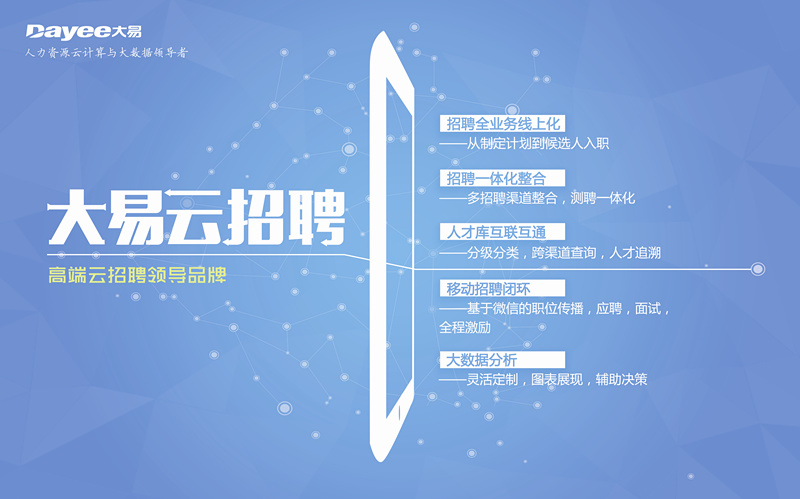 Dayee大易
人力资源云计算与大数据领导者
大易云招聘
高端云招聘领导品牌
招聘全业务线上化
——从制定计划到候选人入职
招聘一体化整合
——多招聘渠道整合，测聘一体化
人才库互联互通
——分级分类，跨渠道查询，人才追溯
移动招聘闭环
——基于微信的职位传播，应聘，面试，
全程激励
大数据分析
——灵活定制，图表展现，辅助决策